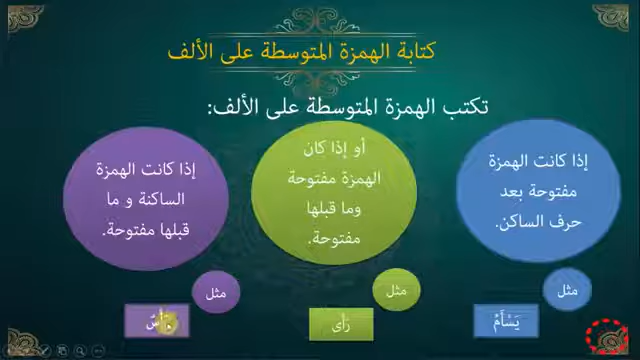 كتابة الهمزة المتوسطة على الألف
تكتب الهمزة المتوسطة على الألف:
إذا كانت الهمزة
مفتوحة بعد
حرف الساكن.
مثل
يَسْأَمُ
أو إذا كان
الهمزة مفتوحة
وما قبلها
مفتوحة.
مثل
رَأى
إذا كانت الهمزة
الساكنة و ما
قبلها مفتوحة.
مثل